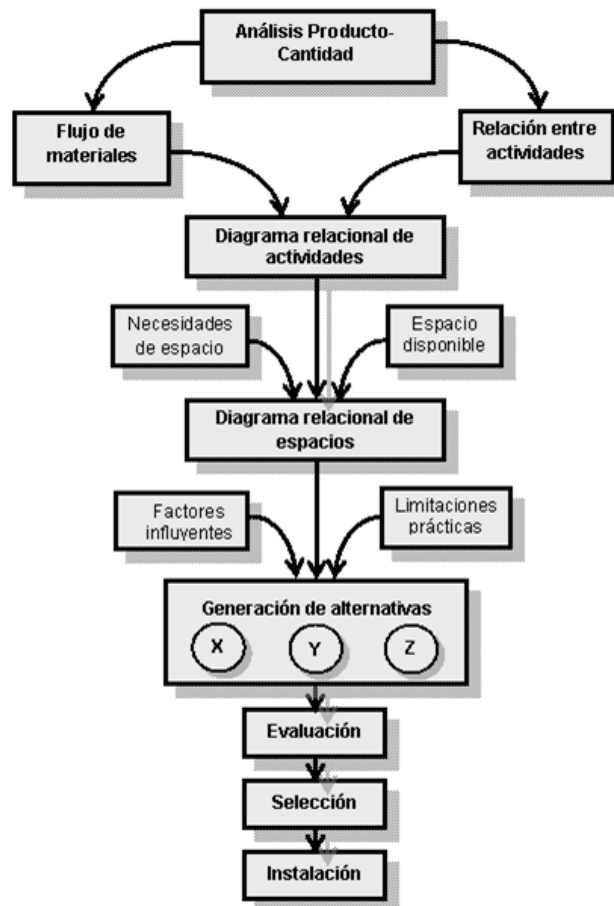 Análisis Producto-
Cantidad
Flujo de
materiales
Relación entre
actividades
Diagrama relacional de
actividades
Necesidades
de espacio
Espacio
disponible
Diagrama relacional de
espacios
Factores
influyentes
Limitaciones
prácticas
Generación de alternativas
X Y Z
Evaluación
Selección
Instalación